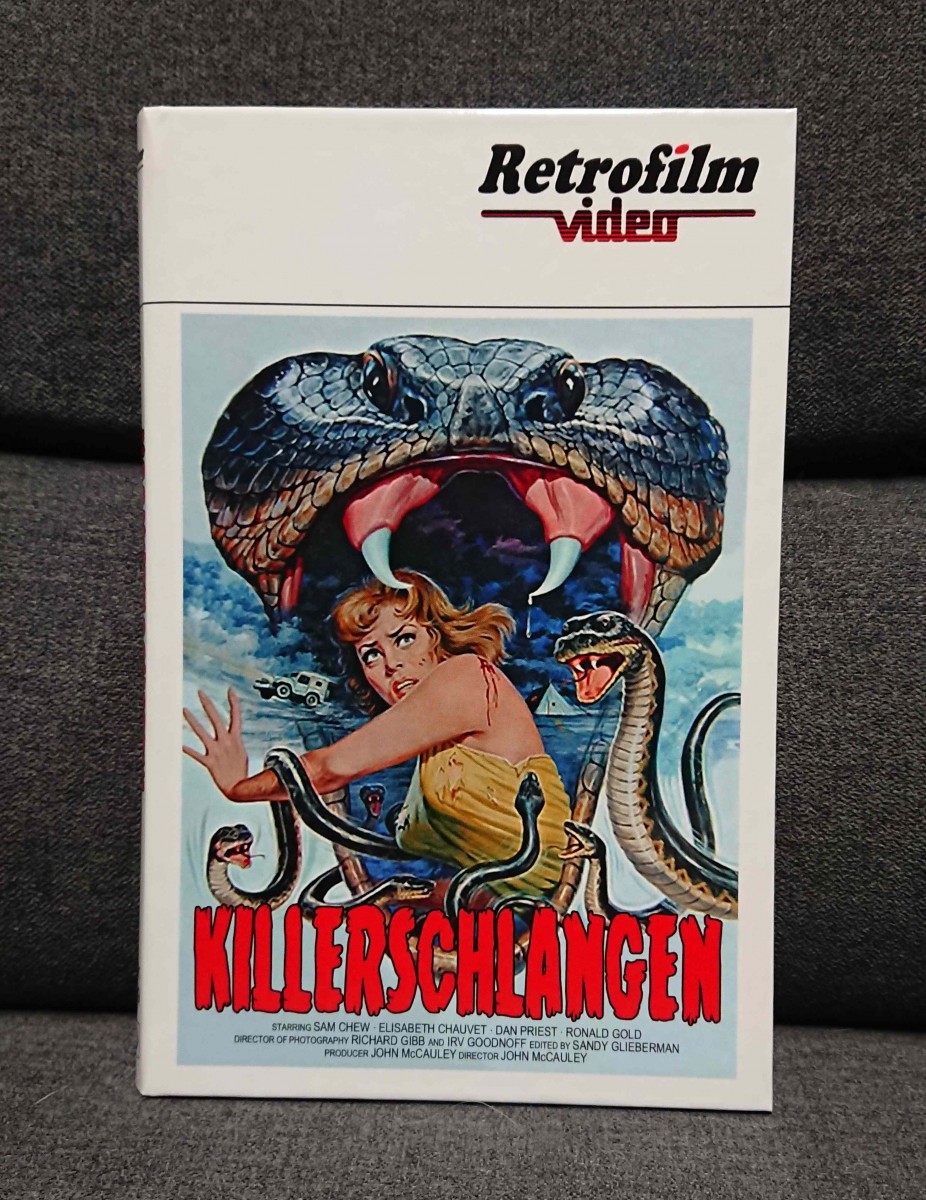 Retrofilm
video
KILLERSCHLANGEN
STARRING SAM CHEW · ELISABETH CHAUVET · DAN PRIEST · RONALD GOLD
DIRECTOR OF PHOTOGRAPHY RICHARD GIBB AND IRV GOODNOFF EDITED BY SANDY GLIEBERMAN
PRODUCER JOHN McCAULEY DIRECTOR JOHN McCAULEY